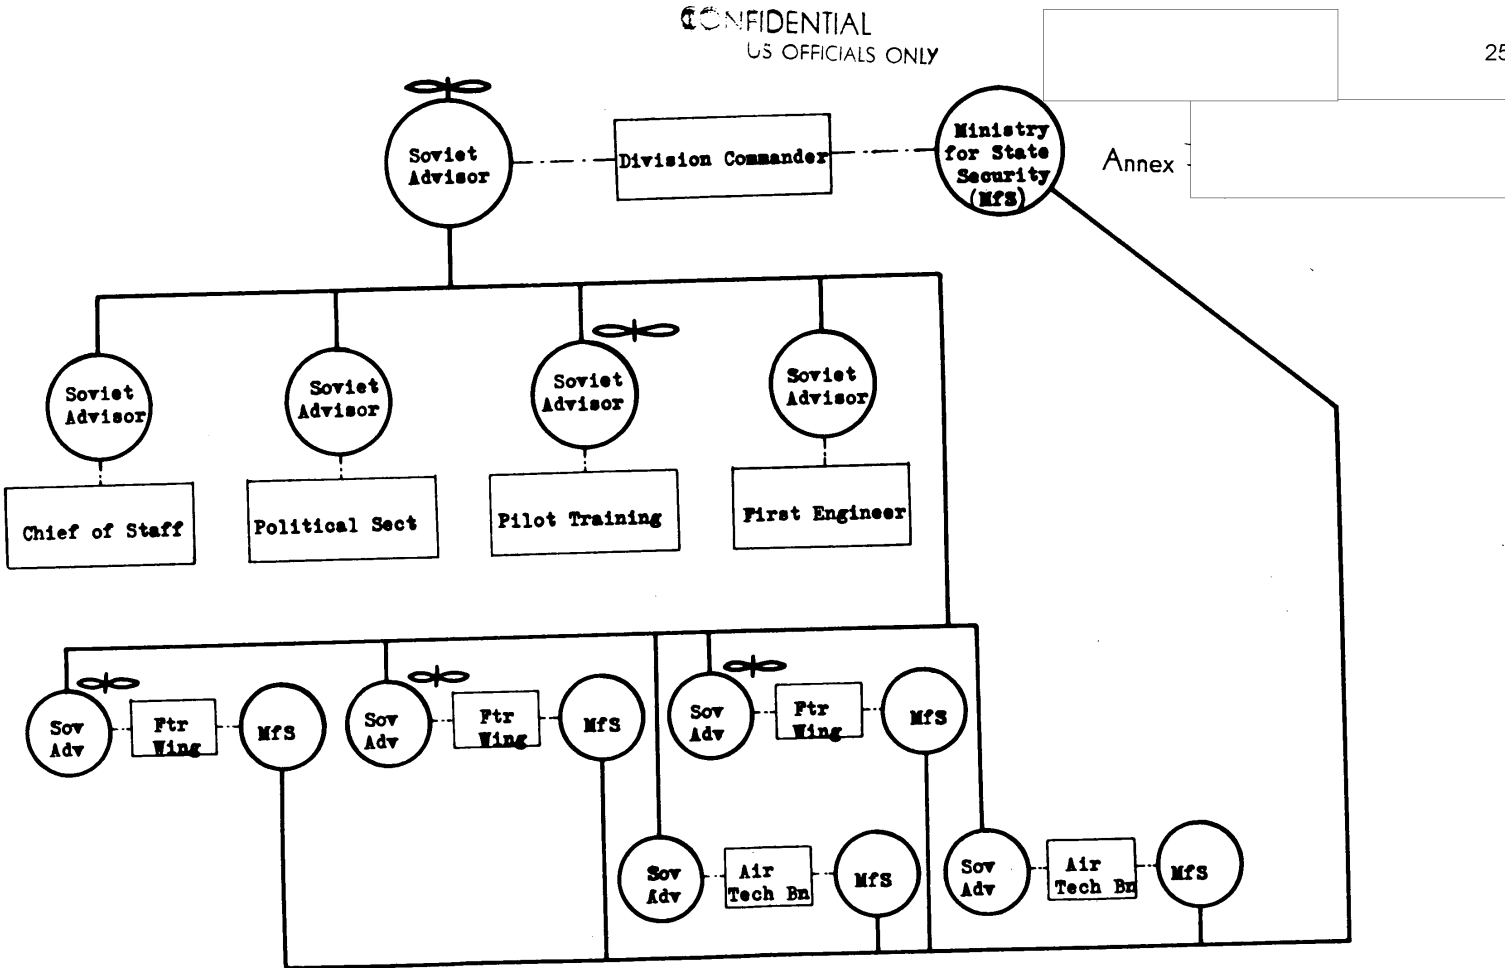 CONFIDENTIAL
US OFFICIALS ONLY
25
Annex
Soviet
Advisor
Division Commander
Ministry
for State
Security
(MfS)
Soviet
Advisor
Soviet
Advisor
Soviet
Advisor
Soviet
Advisor
Chief of Staff
Political Sect
Pilot Training
First Engineer
Sov
Adv
Ftr
Wing
MfS
Sov
Adv
Ftr
Wing
MfS
Sov
Adv
Ftr
Wing
MfS
Sov
Adv
Air
Tech Bn
MfS
Sov
Adv
Air
Tech Bn
MfS